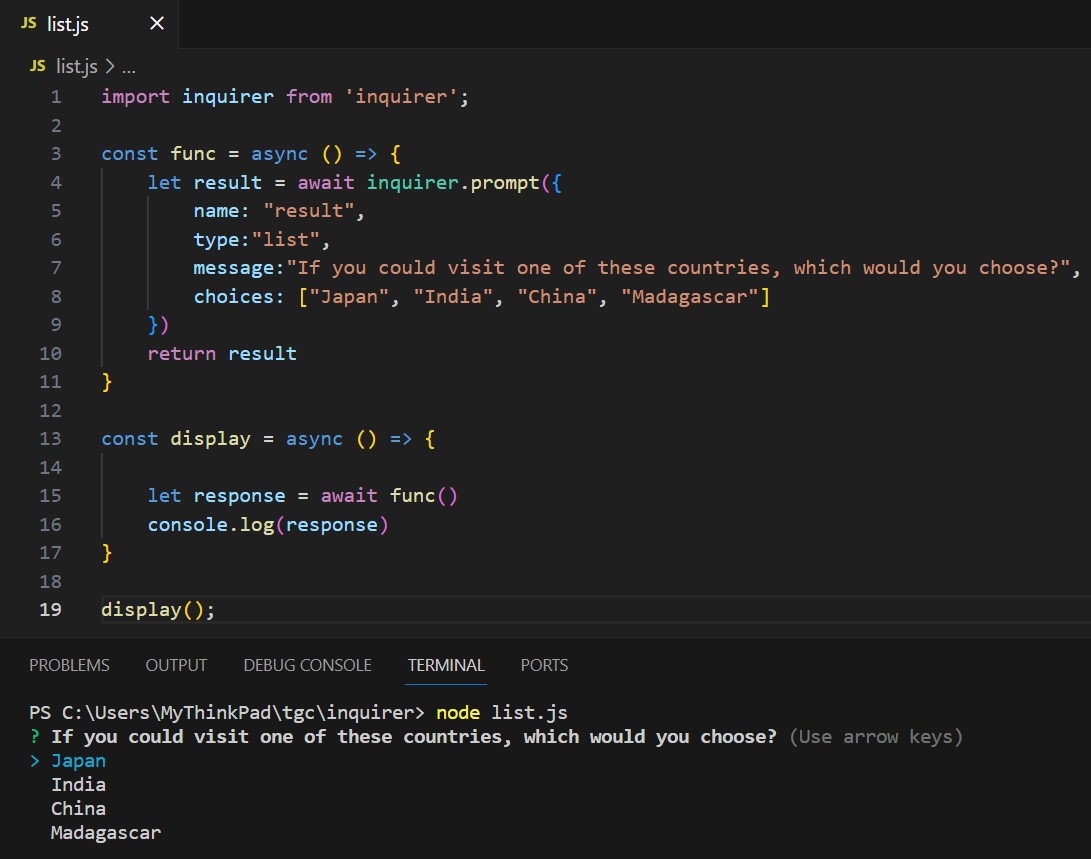 JS list.js ×
JS list.js > ...
1 import inquirer from 'inquirer';
2
3 const func = async () => {
4     let result = await inquirer.prompt({
5         name: "result",
6         type:"list",
7         message:"If you could visit one of these countries, which would you choose?",
8         choices: ["Japan", "India", "China", "Madagascar"]
9     })
10     return result
11 }
12
13 const display = async () => {
14
15     let response = await func()
16     console.log(response)
17 }
18
19 display();
PROBLEMS OUTPUT DEBUG CONSOLE TERMINAL PORTS
PS C:\Users\MyThinkPad\tgc\inquirer> node list.js
? If you could visit one of these countries, which would you choose? (Use arrow keys)
> Japan
  India
  China
  Madagascar